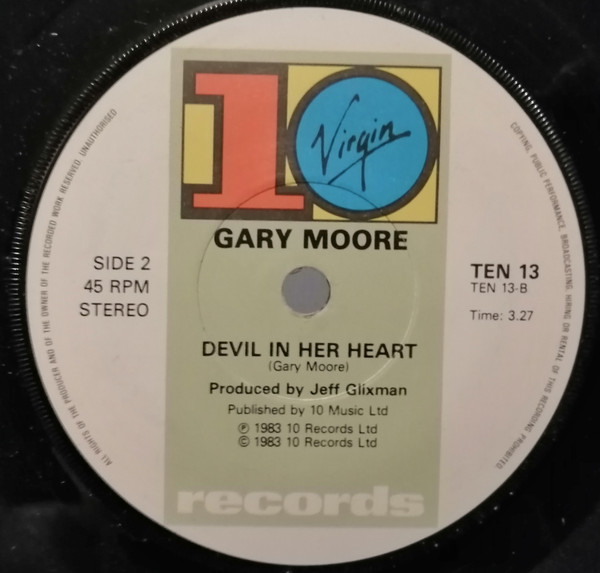 10
Virgin
GARY MOORE
SIDE 2
45 RPM
STEREO
TEN 13
TEN 13-B
Time: 3.27
DEVIL IN HER HEART
(Gary Moore)
Produced by Jeff Glixman
Published by 10 Music Ltd
℗ 1983 10 Records Ltd
© 1983 10 Records Ltd
records
ALL RIGHTS OF THE PRODUCER AND OF THE OWNER OF THE RECORDED WORK RESERVED. UNAUTHORISED
COPYING, PUBLIC PERFORMANCE, BROADCASTING, HIRING OR RENTAL OF THIS RECORDING PROHIBITED